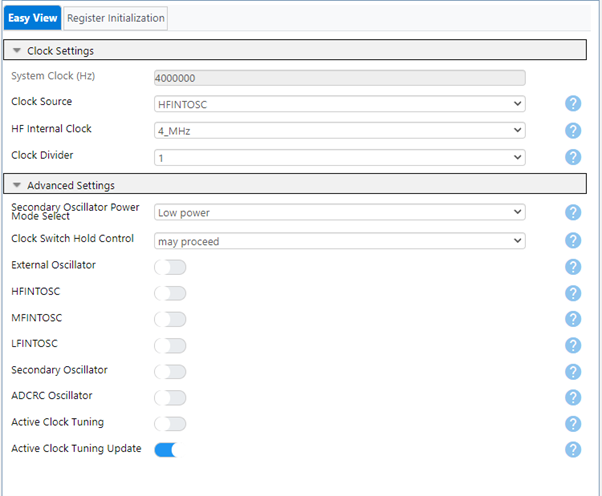 Easy View Register Initialization
Clock Settings
System Clock (Hz) 4000000
Clock Source HFINTOSC ?
HF Internal Clock 4_MHz ?
Clock Divider 1 ?
Advanced Settings
Secondary Oscillator Power
Mode Select Low power ?
Clock Switch Hold Control may proceed ?
External Oscillator ?
HFINTOSC ?
MFINTOSC ?
LFINTOSC ?
Secondary Oscillator ?
ADCRC Oscillator ?
Active Clock Tuning ?
Active Clock Tuning Update ?